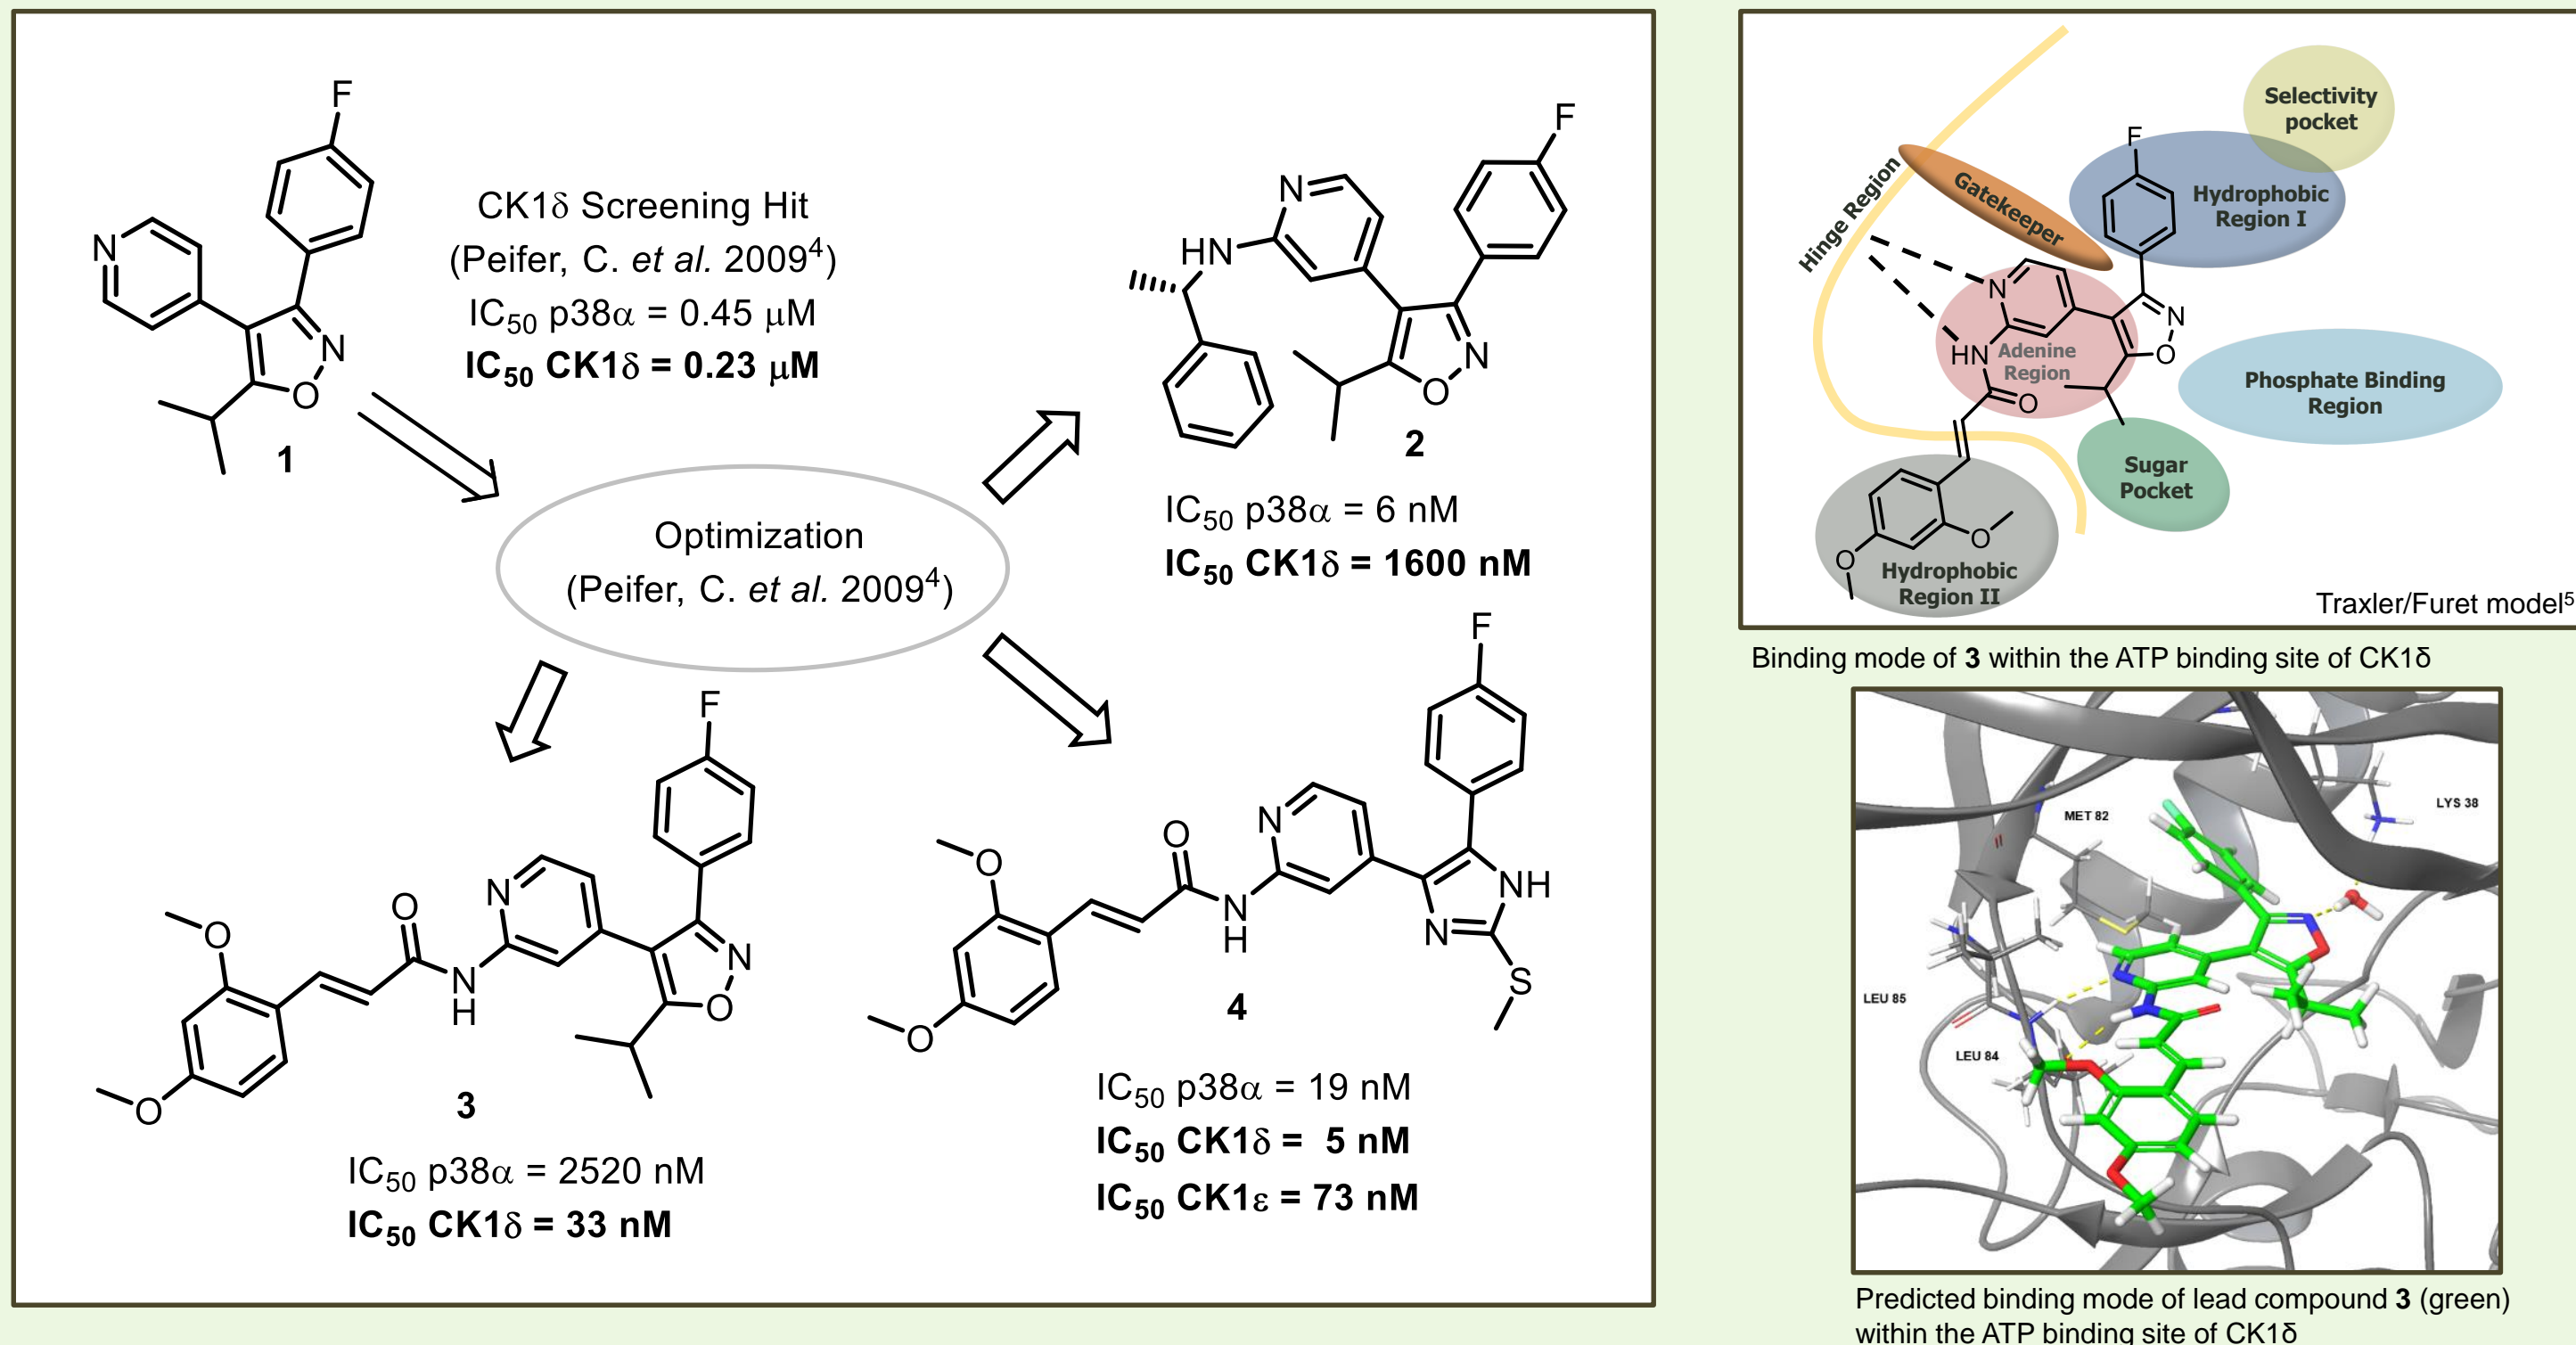 F
N
N
O
1
CK1δ Screening Hit
(Peifer, C. et al. 2009⁴)
IC₅₀ p38α = 0.45 μM
IC₅₀ CK1δ = 0.23 μM
Optimization
(Peifer, C. et al. 2009⁴)
F
N
HN
N
O
2
IC₅₀ p38α = 6 nM
IC₅₀ CK1δ = 1600 nM
F
N
O
O
N
H
N
O
O
3
IC₅₀ p38α = 2520 nM
IC₅₀ CK1δ = 33 nM
F
N
O
O
NH
N
H
N
S
O
4
IC₅₀ p38α = 19 nM
IC₅₀ CK1δ = 5 nM
IC₅₀ CK1ε = 73 nM
Selectivity
pocket
F
Hinge Region
Gatekeeper
Hydrophobic
Region I
N
N
HN
O
Adenine
Region
O
Phosphate Binding
Region
Sugar
Pocket
O
O
Hydrophobic
Region II
Traxler/Furet model⁵
Binding mode of 3 within the ATP binding site of CK1δ
LYS 38
MET 82
LEU 85
LEU 84
Predicted binding mode of lead compound 3 (green)
within the ATP binding site of CK1δ